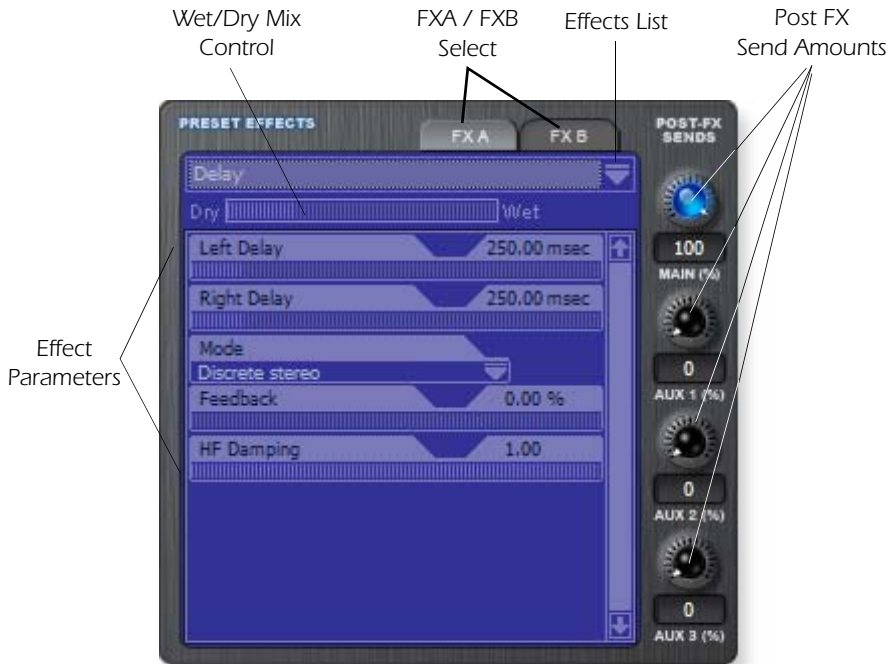 Wet/Dry Mix
Control
FXA / FXB
Select
Effects List
Post FX
Send Amounts
PRESET EFFECTS
FX A
FX B
POST-FX
SENDS
Delay
Dry
Wet
100
MAIN (%)
Left Delay
250.00 msec
Right Delay
250.00 msec
Mode
Discrete stereo
Feedback
0.00 %
HF Damping
1.00
Effect
Parameters
0
AUX 1 (%)
0
AUX 2 (%)
0
AUX 3 (%)